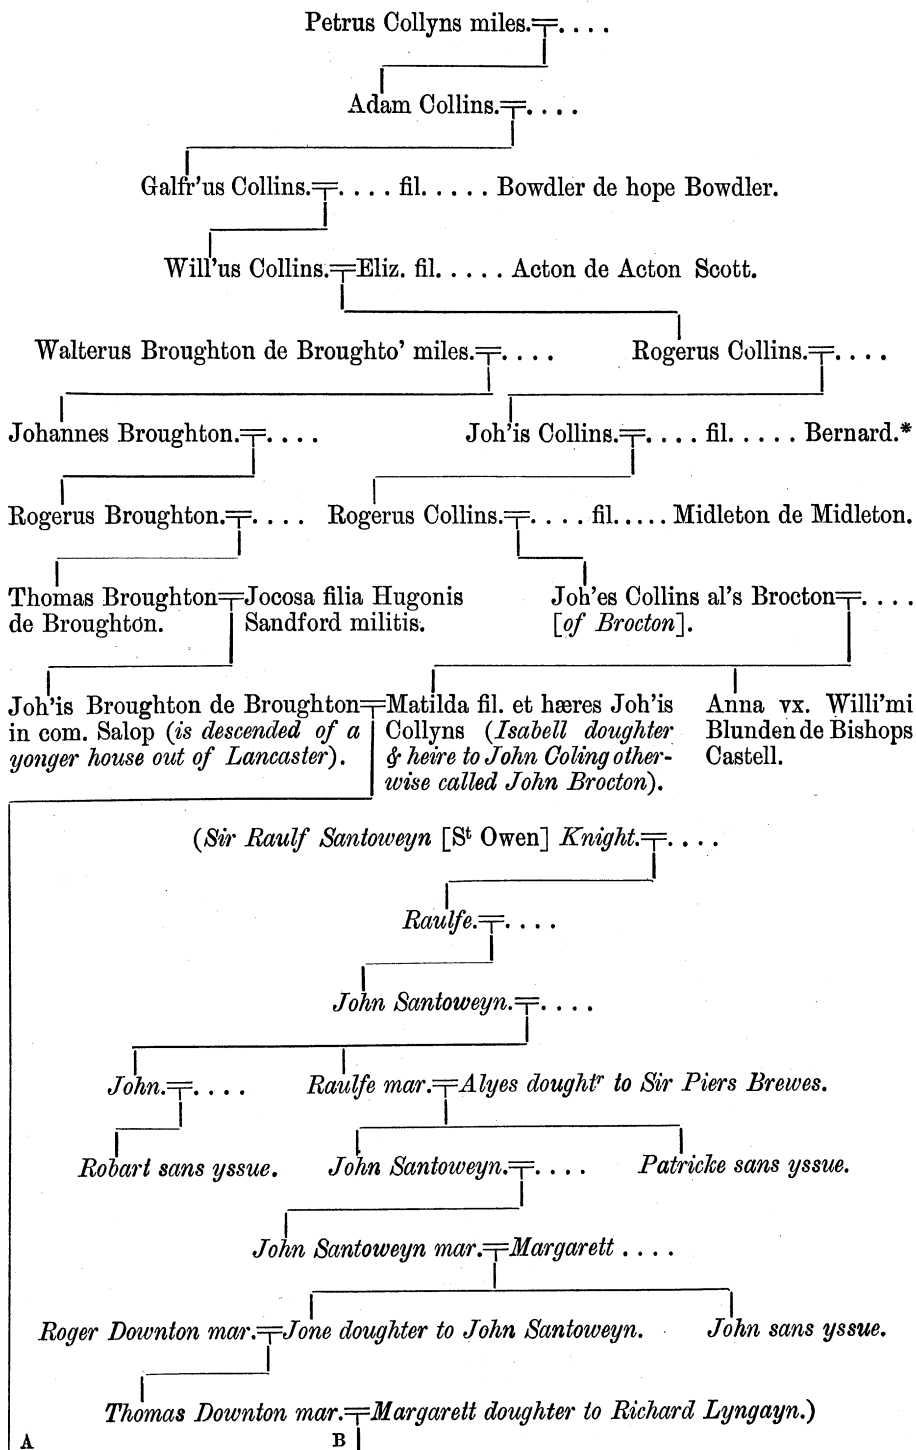 Petrus Collyns miles.=. . . .
Adam Collins.=. . . .
Galfr'us Collins.=. . . . fil. . . . . Bowdler de hope Bowdler.
Will'us Collins.=Eliz. fil. . . . . Acton de Acton Scott.
Walterus Broughton de Broughto' miles.=. . . . Rogerus Collins.=. . . .
Johannes Broughton.=. . . . Joh'is Collins.=. . . . fil. . . . . Bernard.*
Rogerus Broughton.=. . . . Rogerus Collins.=. . . . fil. . . . . Midleton de Midleton.
Thomas Broughton=Jocosa filia Hugonis Joh'es Collins al's Brocton=. . . .
de Broughton. Sandford militis. [of Brocton].
Joh'is Broughton de Broughton=Matilda fil. et hæres Joh'is Anna vx. Willi'mi
in com. Salop (is descended of a Collyns (Isabell doughter Blunden de Bishops
yonger house out of Lancaster). & heire to John Coling other- Castell.
wise called John Brocton).
(Sir Raulf Santoweyn [St Owen] Knight.=. . . .
Raulfe.=. . . .
John Santoweyn.=. . . .
John.=. . . . Raulfe mar.=Alyes doughtr to Sir Piers Brewes.
Robart sans yssue. John Santoweyn.=. . . . Patricke sans yssue.
John Santoweyn mar.=Margarett . . . .
Roger Downton mar.=Jone doughter to John Santoweyn. John sans yssue.
Thomas Downton mar.=Margarett doughter to Richard Lyngayn.)
A B